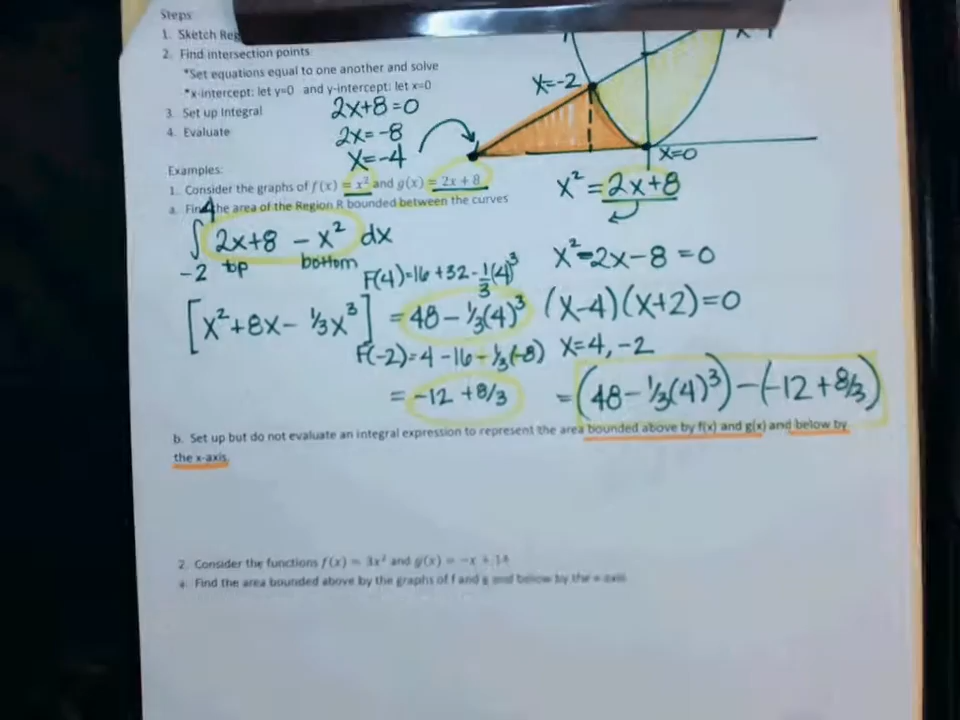 Steps
1. Sketch Reg
2. Find intersection points
*Set equations equal to one another and solve
*x-intercept: let y=0 and y-intercept: let x=0
3. Set up Integral
4. Evaluate
2x+8=0
2x=-8
x=-4
x=-2
x=0
Examples:
1. Consider the graphs of f(x) = x² and g(x) = 2x + 8
a. Find the area of the Region R bounded between the curves
x² = 2x+8
4
∫ 2x+8 - x² dx
-2 top bottom
F(4)=16+32-1/3(4)³
x²-2x-8=0
[x²+8x-1/3x³]
=48-1/3(4)³
(x-4)(x+2)=0
F(-2)=4-16-1/3(-8)
x=4,-2
= -12+8/3
=(48-1/3(4)³)-(-12+8/3)
b. Set up but do not evaluate an integral expression to represent the area bounded above by f(x) and g(x) and below by
the x-axis.
2. Consider the functions f(x) = 3x² and g(x) = -x + 14
a. Find the area bounded above by the graphs of f and g and below by the x-axis